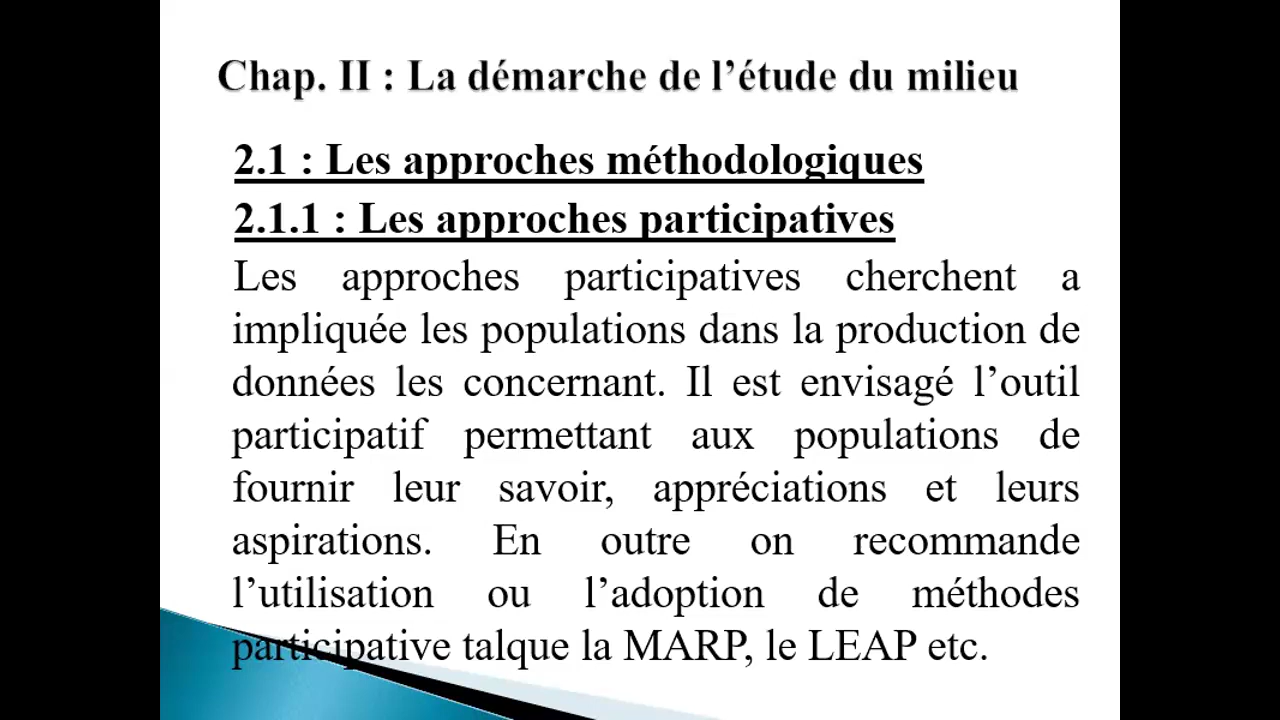 Chap. II : La démarche de l’étude du milieu
2.1 : Les approches méthodologiques
2.1.1 : Les approches participatives
Les approches participatives cherchent a
impliquée les populations dans la production de
données les concernant. Il est envisagé l’outil
participatif permettant aux populations de
fournir leur savoir, appréciations et leurs
aspirations. En outre on recommande
l’utilisation ou l’adoption de méthodes
participative talque la MARP, le LEAP etc.